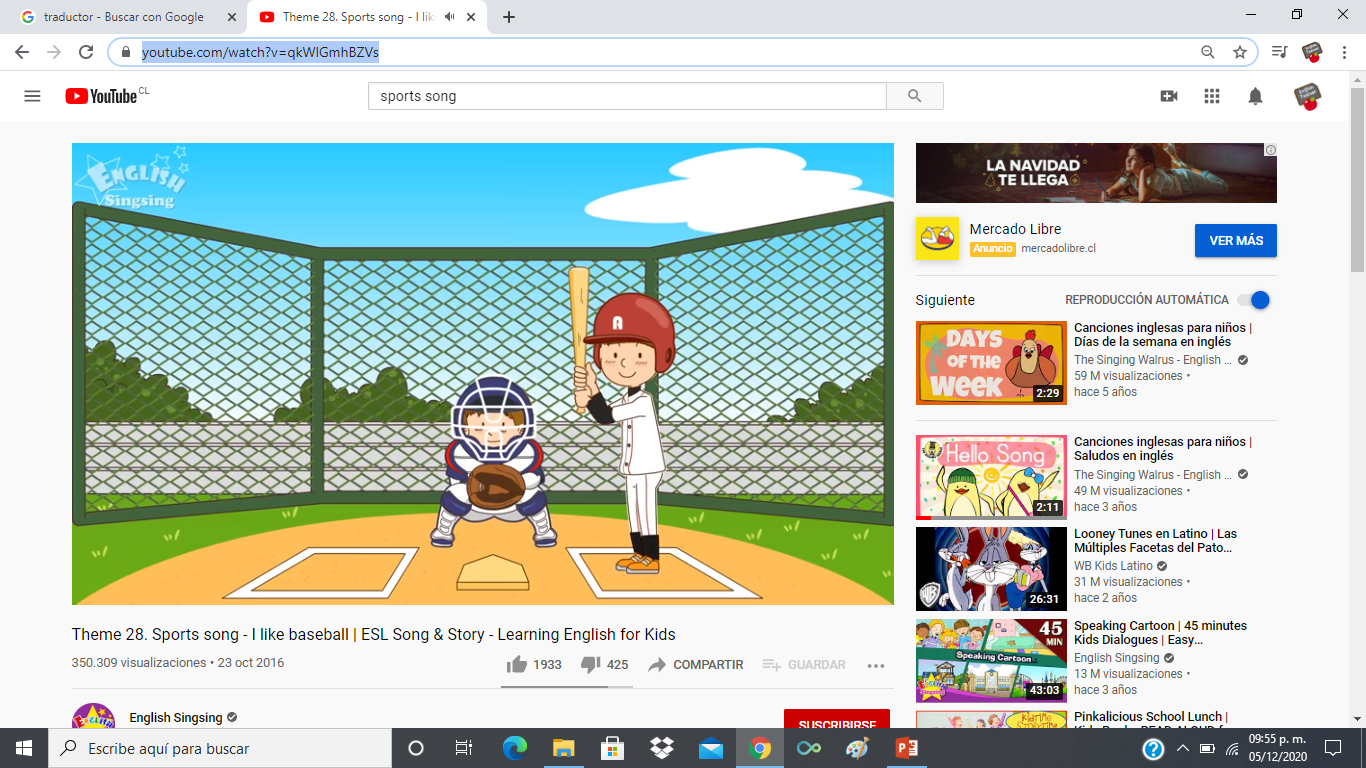 traductor - Buscar con Google
Theme 28. Sports song - I lik
youtube.com/watch?v=qkWlGmhBZVs
YouTube CL
sports song
ENGLISH
Singsing
A
LA NAVIDAD
TE LLEGA
Mercado Libre
Anuncio mercadolibre.cl
VER MÁS
Siguiente
REPRODUCCIÓN AUTOMÁTICA
DAYS
OF THE
WEEK
2:29
Canciones inglesas para niños |
Días de la semana en inglés
The Singing Walrus - English ...
59 M visualizaciones •
hace 5 años
Hello Song
2:11
Canciones inglesas para niños |
Saludos en inglés
The Singing Walrus - English ...
49 M visualizaciones •
hace 3 años
WB
26:31
Looney Tunes en Latino | Las
Múltiples Facetas del Pato...
WB Kids Latino
31 M visualizaciones •
hace 2 años
45
MIN
Speaking Cartoon
43:03
Speaking Cartoon | 45 minutes
Kids Dialogues | Easy...
English Singsing
13 M visualizaciones •
hace 3 años
Pinkalicious School Lunch |
Theme 28. Sports song - I like baseball | ESL Song & Story - Learning English for Kids
350.309 visualizaciones • 23 oct 2016
1933
425
COMPARTIR
GUARDAR
English Singsing
SUSCRIBIRSE
Escribe aquí para buscar
09:55 p. m.
05/12/2020